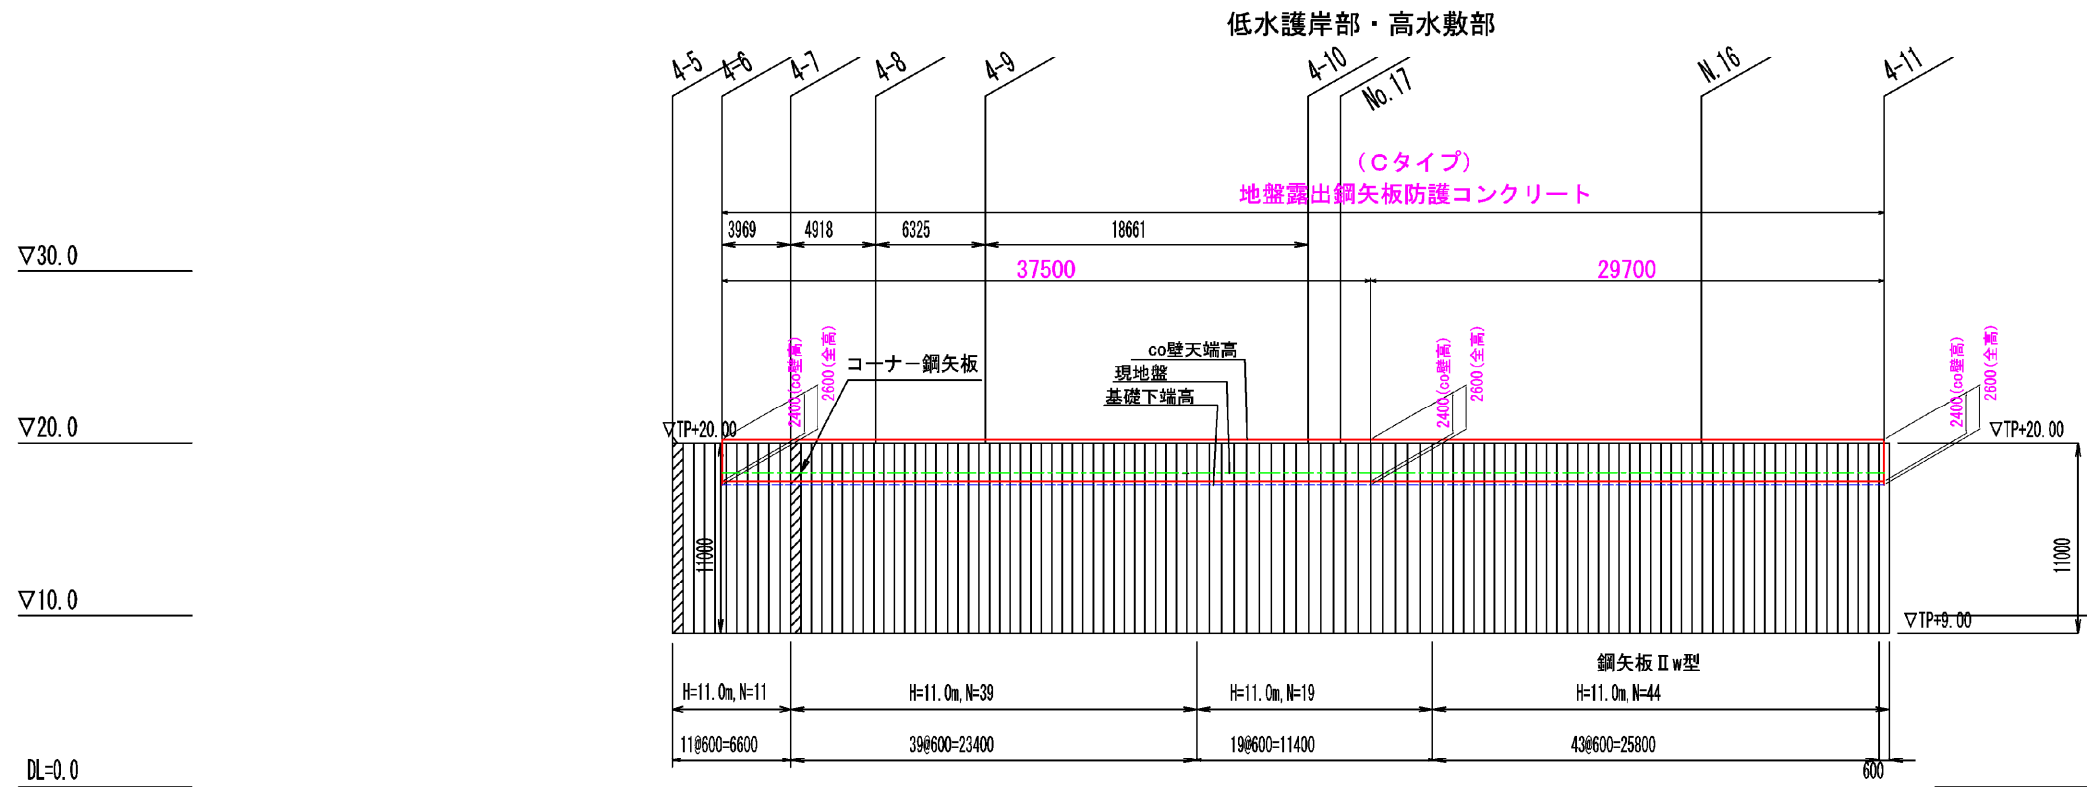 低水護岸部・高水敷部
4-5
4-6
4-7
4-8
4-9
4-10
No.17
N.16
4-11
(Cタイプ)
地盤露出鋼矢板防護コンクリート
3969
4918
6325
18661
▽30.0
37500
29700
2400(co壁高)
2600(全高)
コーナー鋼矢板
co壁天端高
現地盤
基礎下端高
2400(co壁高)
2600(全高)
2400(co壁高)
2600(全高)
▽20.0
▽TP+20.00
▽TP+20.00
11000
11000
▽10.0
▽TP+9.00
鋼矢板Ⅱw型
H=11.0m,N=11
H=11.0m,N=39
H=11.0m,N=19
H=11.0m,N=44
11@600=6600
39@600=23400
19@600=11400
43@600=25800
600
DL=0.0